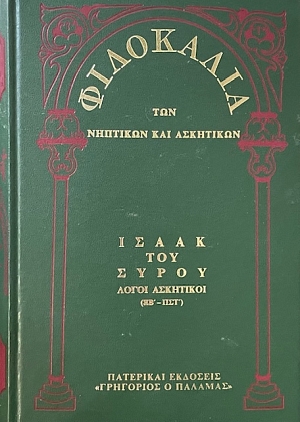 ΦΙΛΟΚΑΛΙΑ
ΤΩΝ
ΝΗΠΤΙΚΩΝ ΚΑΙ ΑΣΚΗΤΙΚΩΝ
ΙΣΑΑΚ
ΤΟΥ
ΣΥΡΟΥ
ΛΟΓΟΙ ΑΣΚΗΤΙΚΟΙ
(ΚΒ΄ - ΠΣΤ΄)
ΠΑΤΕΡΙΚΑΙ ΕΚΔΟΣΕΙΣ
«ΓΡΗΓΟΡΙΟΣ Ο ΠΑΛΑΜΑΣ»